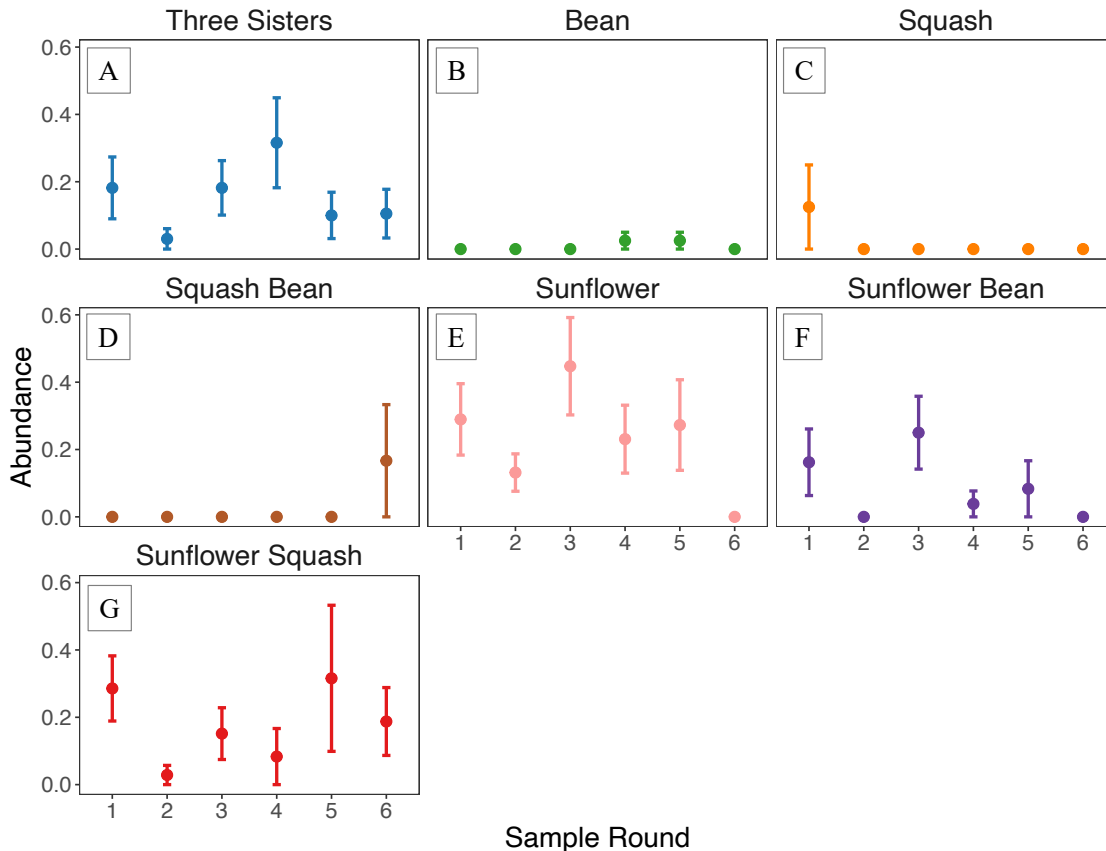 Three Sisters
Bean
Squash
A
B
C
0.6
0.4
0.2
0.0
Squash Bean
Sunflower
Sunflower Bean
D
E
F
0.6
0.4
0.2
0.0
1 2 3 4 5 6
1 2 3 4 5 6
Sunflower Squash
G
0.6
0.4
0.2
0.0
1 2 3 4 5 6
Abundance
Sample Round